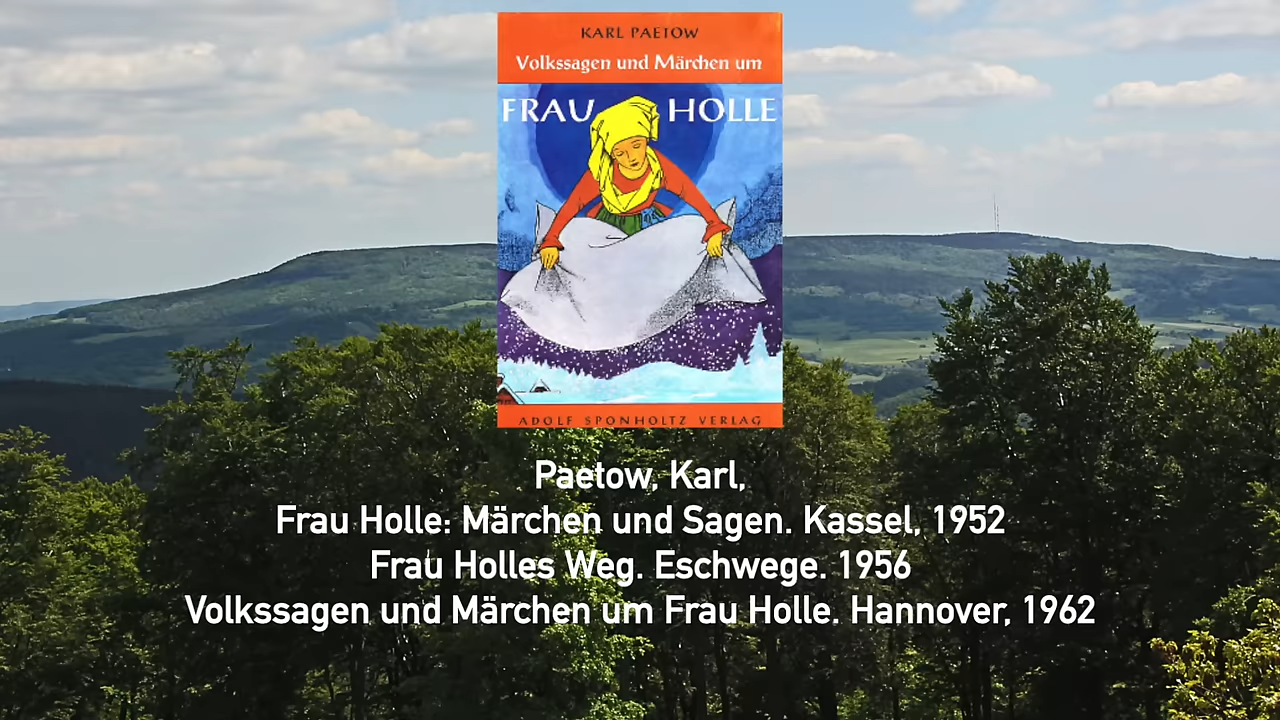 KARL PAETOW
Volkssagen und Märchen um
FRAU HOLLE
ADOLF SPONHOLTZ VERLAG
Paetow, Karl,
Frau Holle: Märchen und Sagen. Kassel, 1952
Frau Holles Weg. Eschwege. 1956
Volkssagen und Märchen um Frau Holle. Hannover, 1962